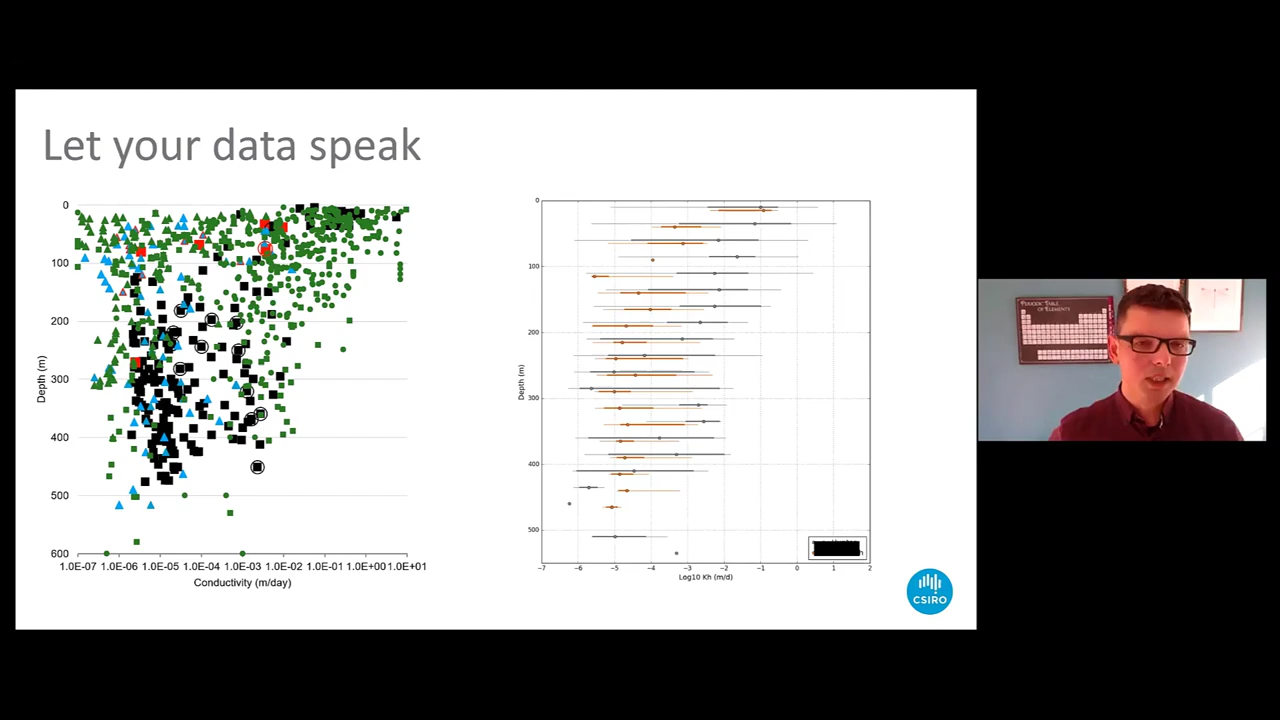 Let your data speak
0
100
200
300
400
500
600
Depth (m)
1.0E-07 1.0E-06 1.0E-05 1.0E-04 1.0E-03 1.0E-02 1.0E-01 1.0E+00 1.0E+01
Conductivity (m/day)
0
100
200
300
400
500
Depth (m)
−7 −6 −5 −4 −3 −2 −1 0 1 2
Log10 Kh (m/d)
CSIRO
PERIODIC TABLE
OF ELEMENTS